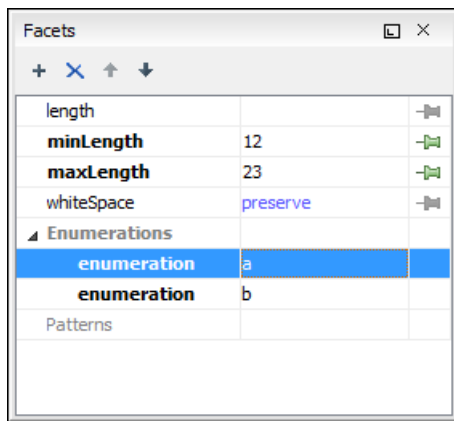 Facets
length
minLength 12
maxLength 23
whiteSpace preserve
Enumerations
enumeration a
enumeration b
Patterns